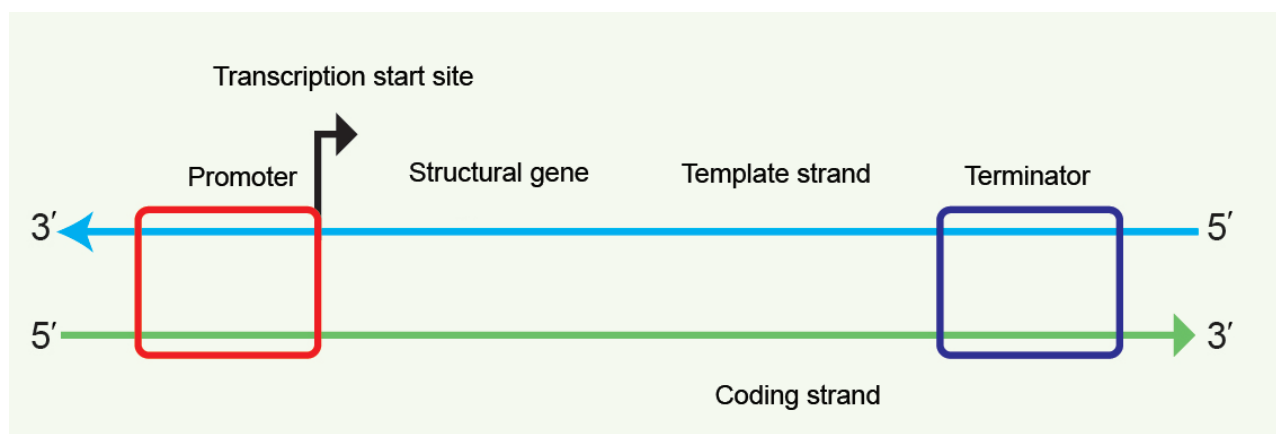 Transcription start site
Promoter
Structural gene
Template strand
Terminator
3′
5′
5′
3′
Coding strand